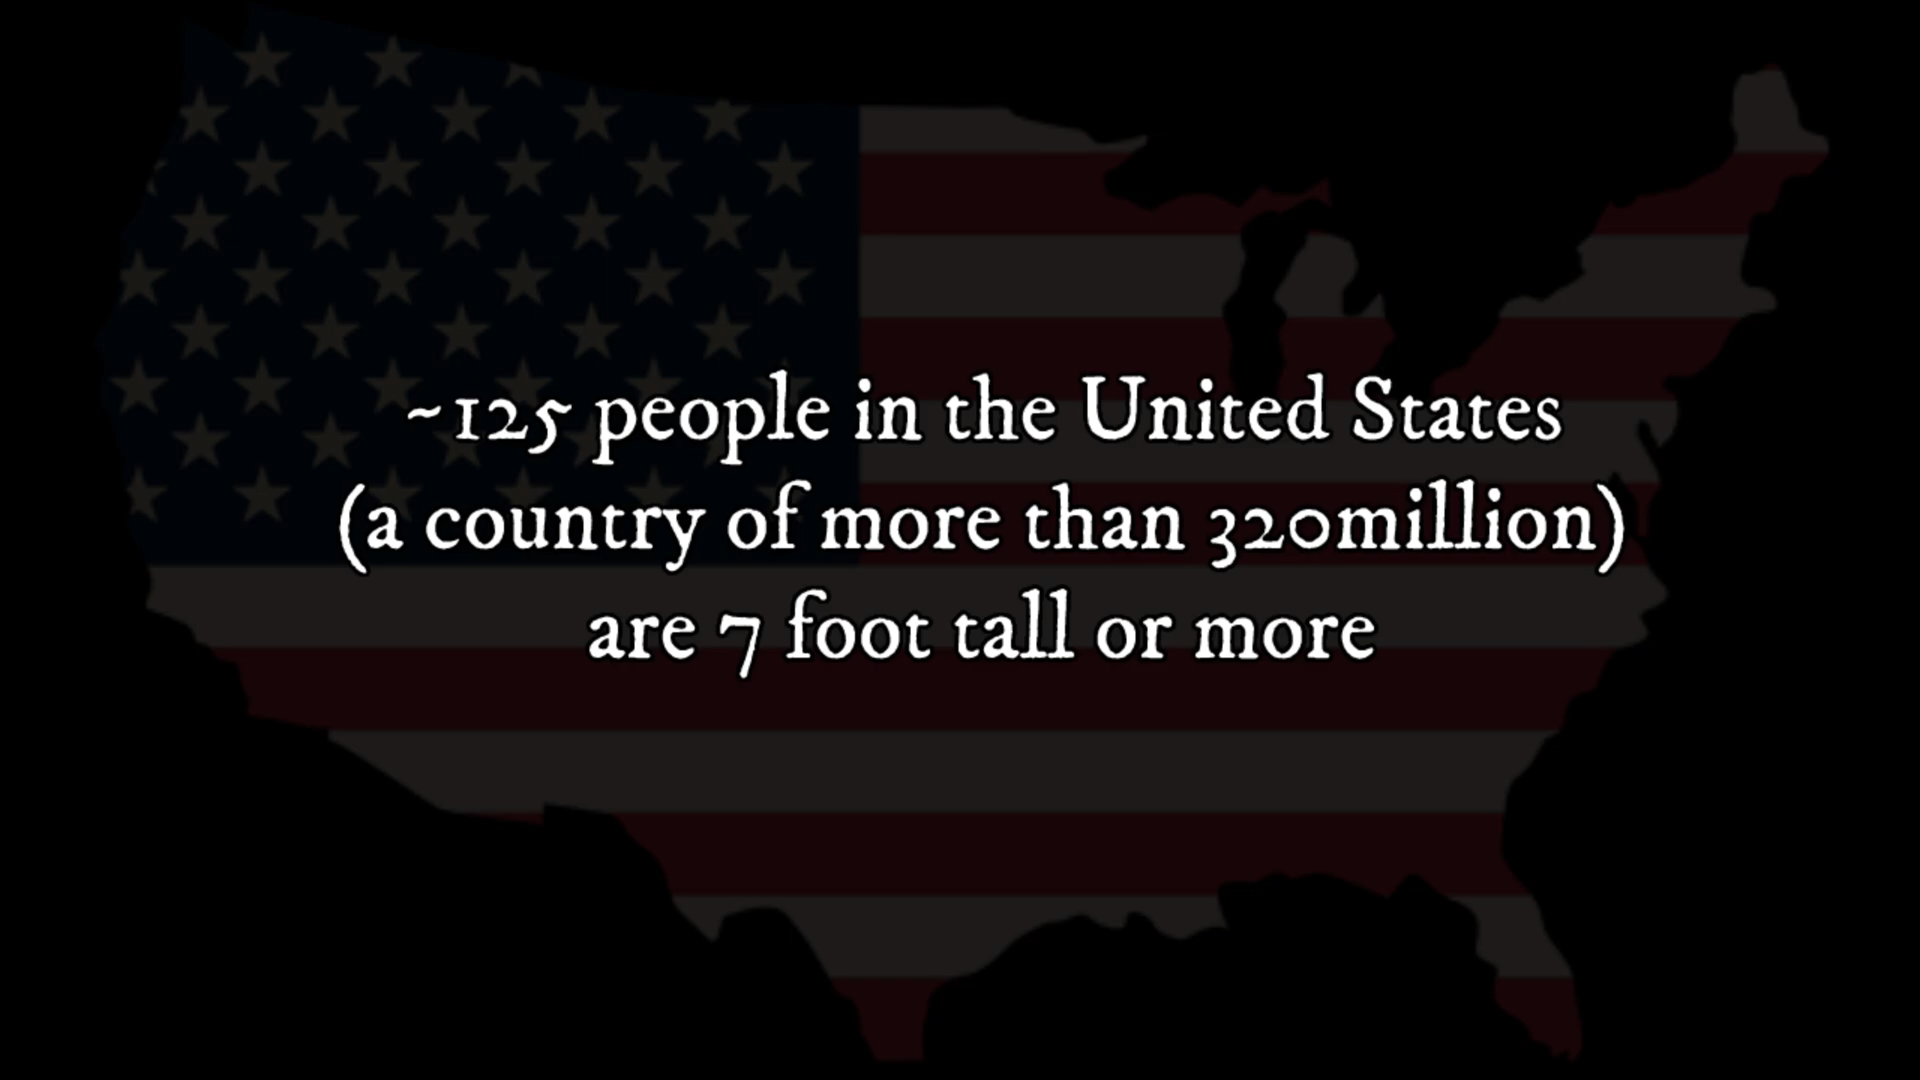 ~125 people in the United States
(a country of more than 320million)
are 7 foot tall or more